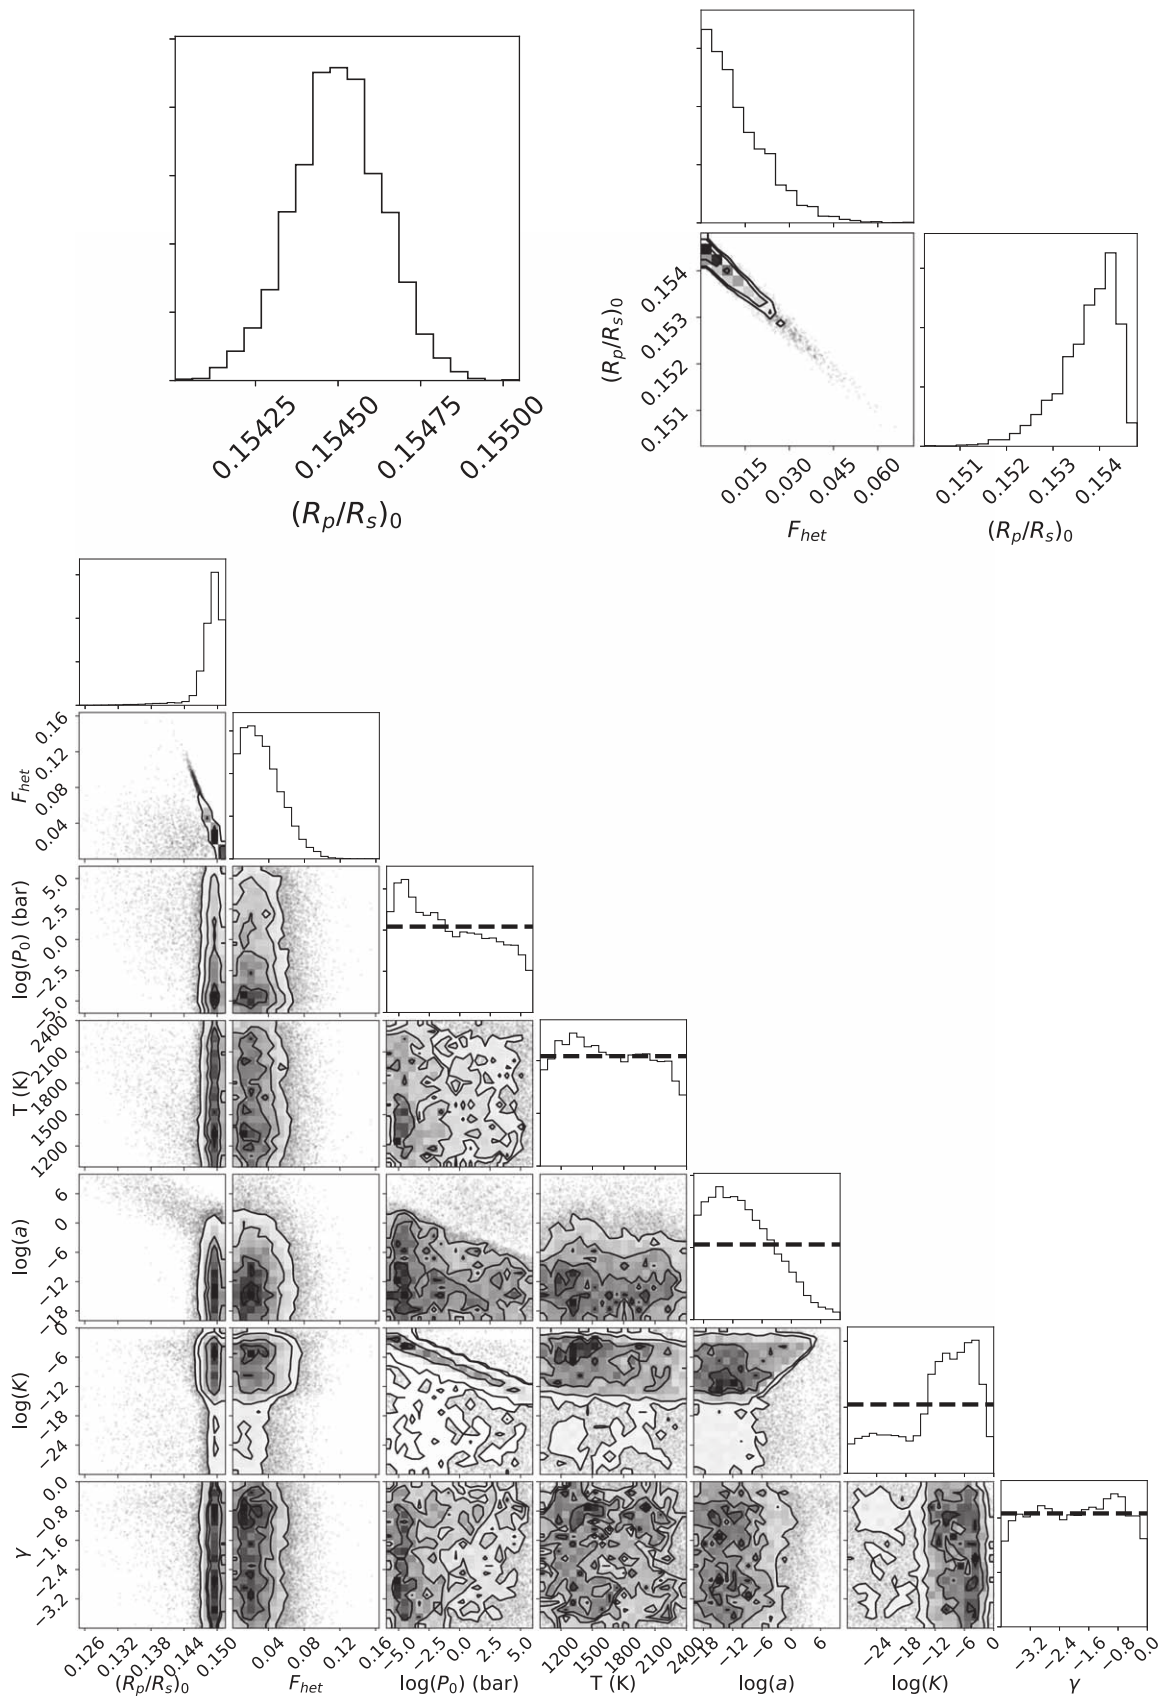 0.15425 0.15450 0.15475 0.15500
(R_p/R_s)_0
(R_p/R_s)_0
0.154
0.153
0.152
0.151
0.015 0.030 0.045 0.060
F_het
0.151 0.152 0.153 0.154
(R_p/R_s)_0
F_het
0.16
0.12
0.08
0.04
log(P_0) (bar)
5.0
2.5
0.0
−2.5
−5.0
T (K)
2400
2100
1800
1500
1200
log(a)
6
0
−6
−12
−18
log(K)
0
−6
−12
−18
−24
γ
0.0
−0.8
−1.6
−2.4
−3.2
0.126 0.132 0.138 0.144 0.150
(R_p/R_s)_0
0.04 0.08 0.12 0.16
F_het
−5.0 −2.5 0.0 2.5 5.0
log(P_0) (bar)
1200 1500 1800 2100 2400
T (K)
−18 −12 −6 0 6
log(a)
−24 −18 −12 −6 0
log(K)
−3.2 −2.4 −1.6 −0.8 0.0
γ